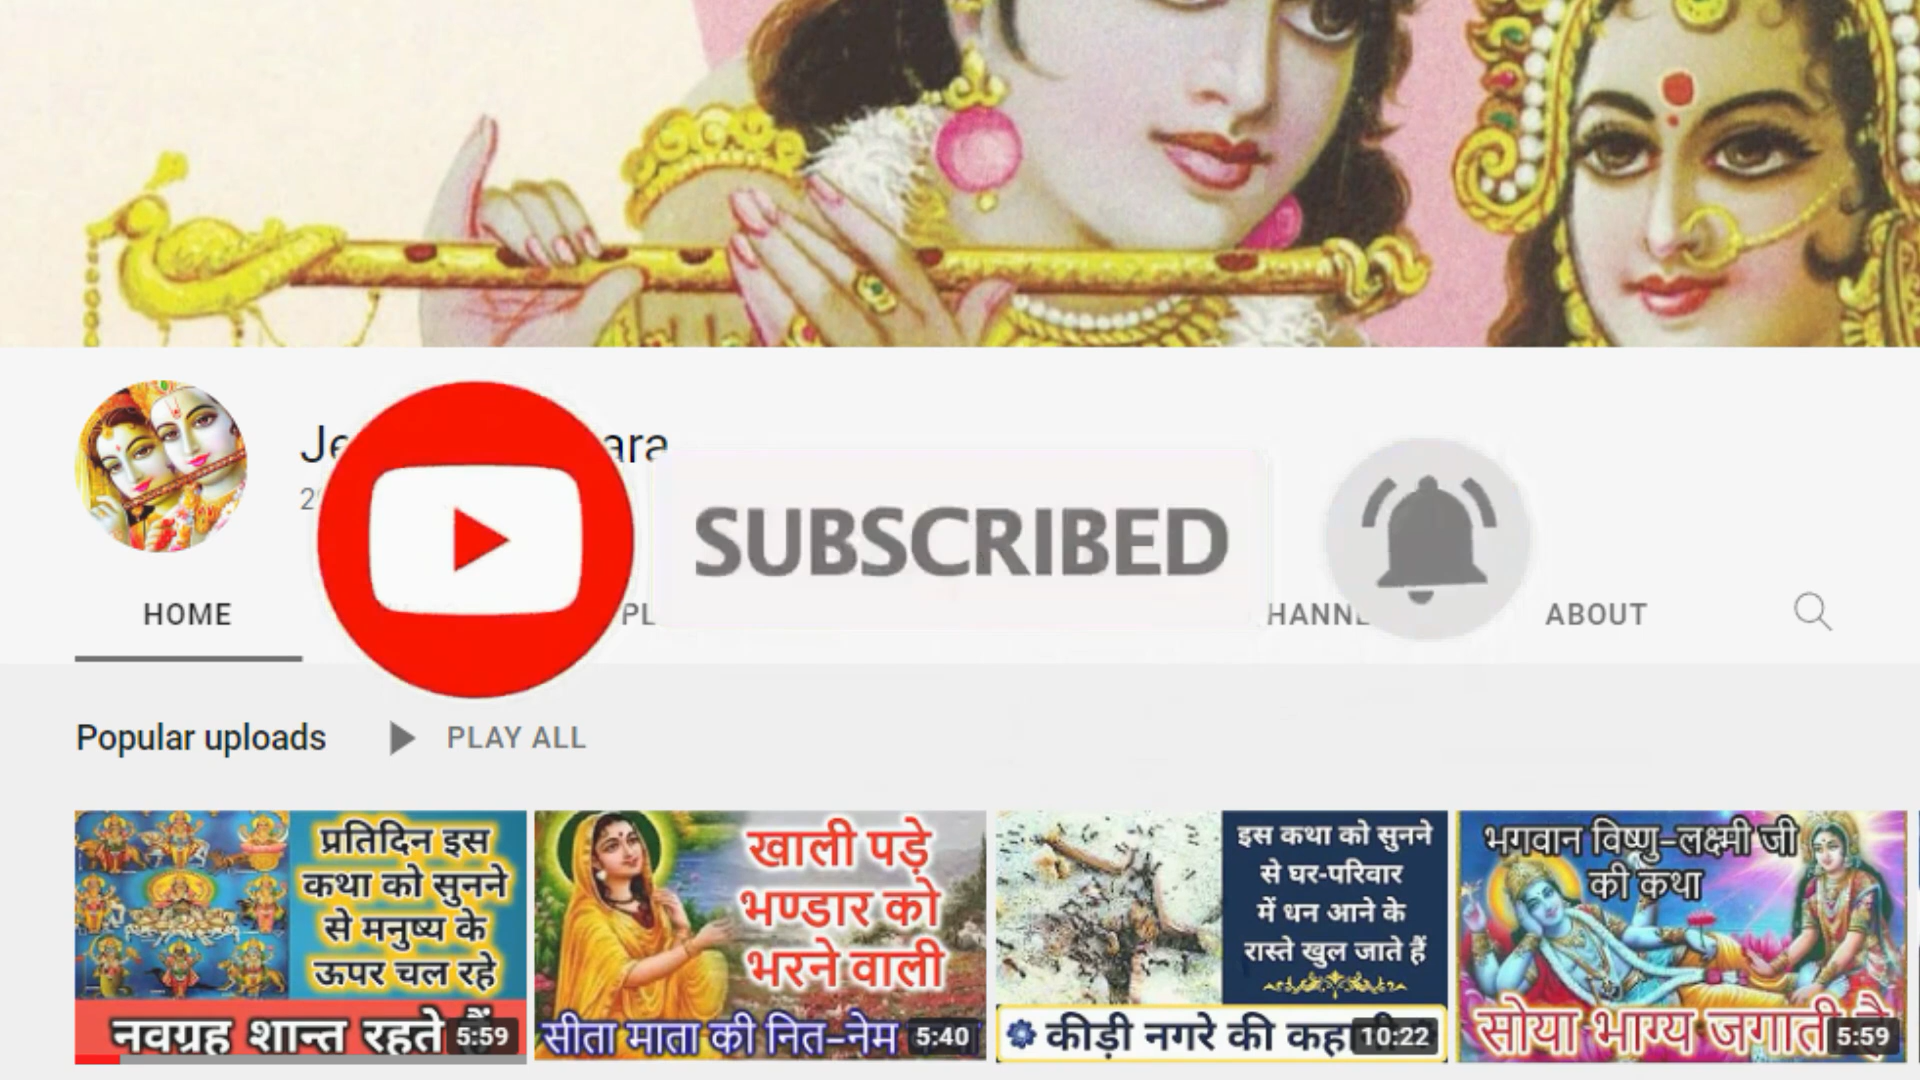 SUBSCRIBED
HOME
ABOUT
Popular uploads
PLAY ALL
प्रतिदिन इस
कथा को सुनने
से मनुष्य के
ऊपर चल रहे
नवग्रह शान्त रहते हैं
5:59
खाली पड़े
भण्डार को
भरने वाली
सीता माता की नित-नेम
5:40
इस कथा को सुनने
से घर-परिवार
में धन आने के
रास्ते खुल जाते हैं
कीड़ी नगरे की
10:22
भगवान विष्णु-लक्ष्मी जी
की कथा
सोया भाग्य जगाती है
5:59